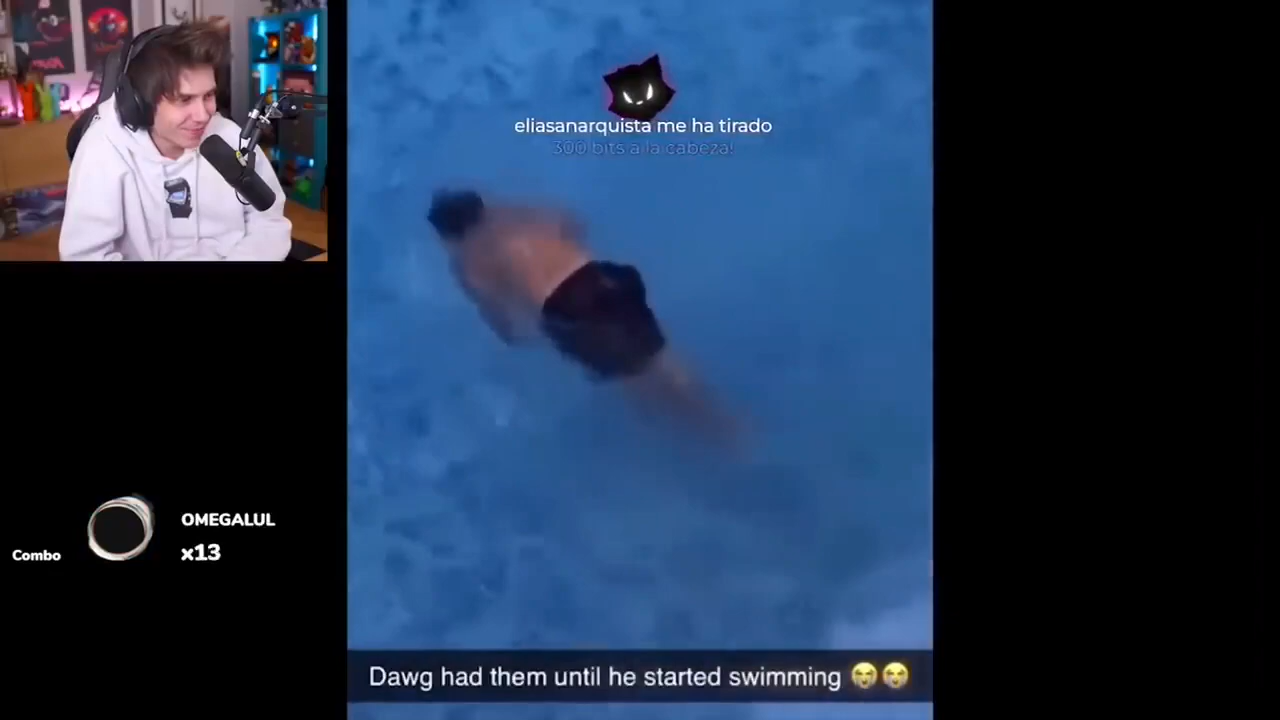 eliasanarquista me ha tirado
300 bits a la cabeza!
OMEGALUL
Combo
x13
Dawg had them until he started swimming 😭😭